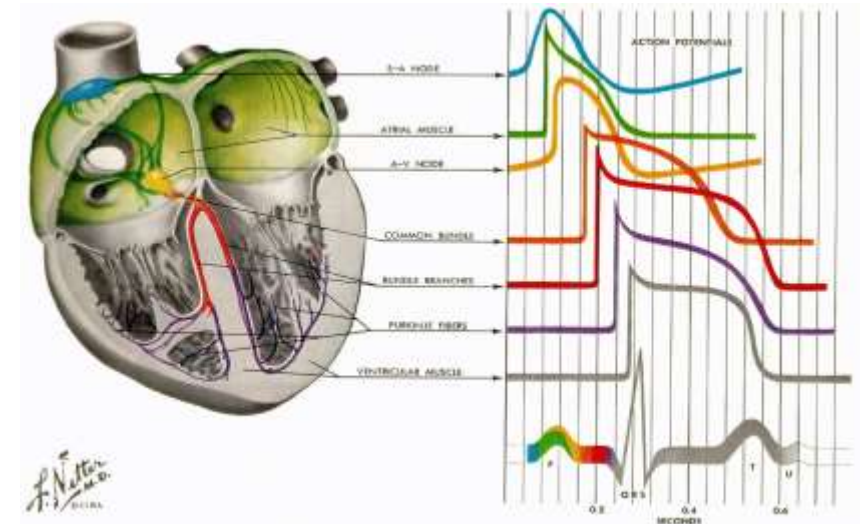 ACTION POTENTIALS
S-A NODE
ATRIAL MUSCLE
A-V NODE
COMMON BUNDLE
BUNDLE BRANCHES
PURKINJE FIBERS
VENTRICULAR MUSCLE
P
T
U
QRS
0.2
0.4
0.6
SECONDS
F. Netter
M.D.